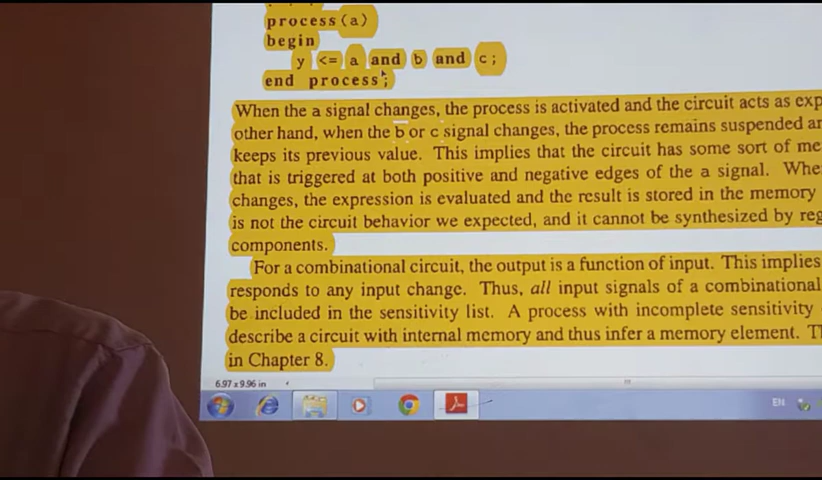 process(a)
begin
y <= a and b and c;
end process;
When the a signal changes, the process is activated and the circuit acts as exp
other hand, when the b or c signal changes, the process remains suspended an
keeps its previous value. This implies that the circuit has some sort of me
that is triggered at both positive and negative edges of the a signal. Whe
changes, the expression is evaluated and the result is stored in the memory
is not the circuit behavior we expected, and it cannot be synthesized by reg
components.
For a combinational circuit, the output is a function of input. This implies
responds to any input change. Thus, all input signals of a combinational
be included in the sensitivity list. A process with incomplete sensitivity
describe a circuit with internal memory and thus infer a memory element. Th
in Chapter 8.
6.97 x 9.96 in
EN